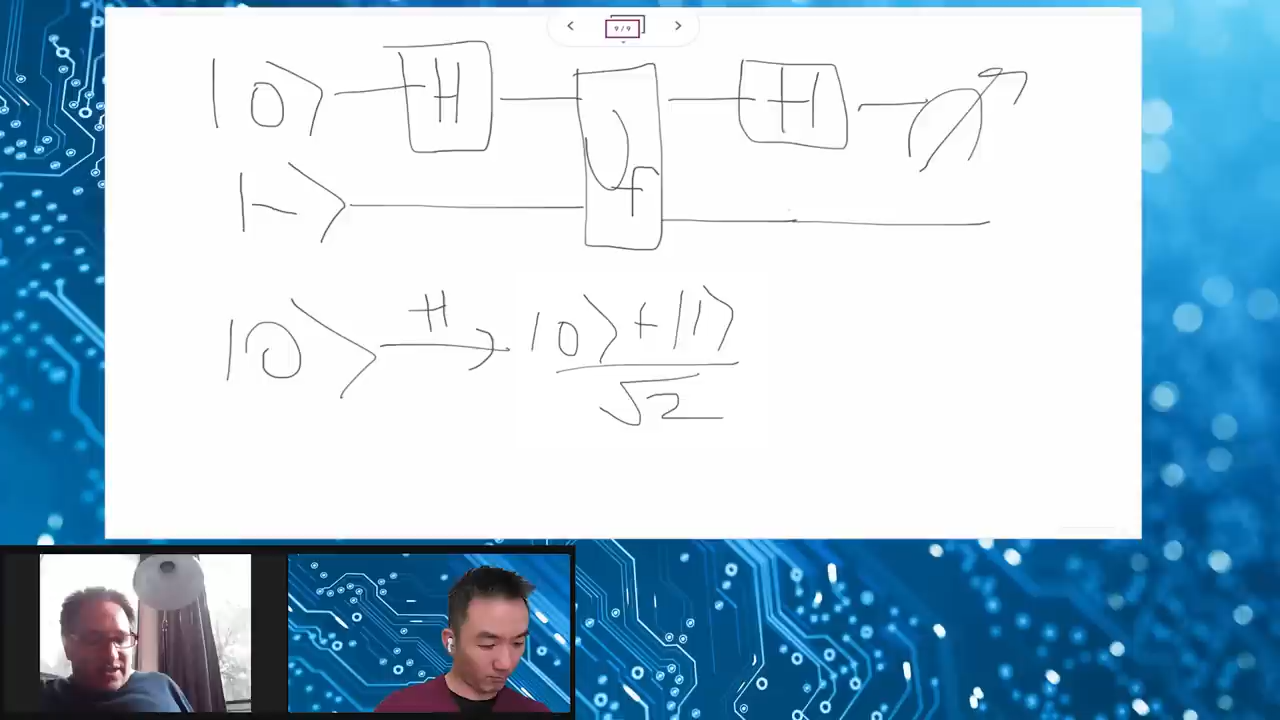 9/9
|0⟩ H U_f H
|−⟩
|0⟩ H→ |0⟩+|1⟩
√2